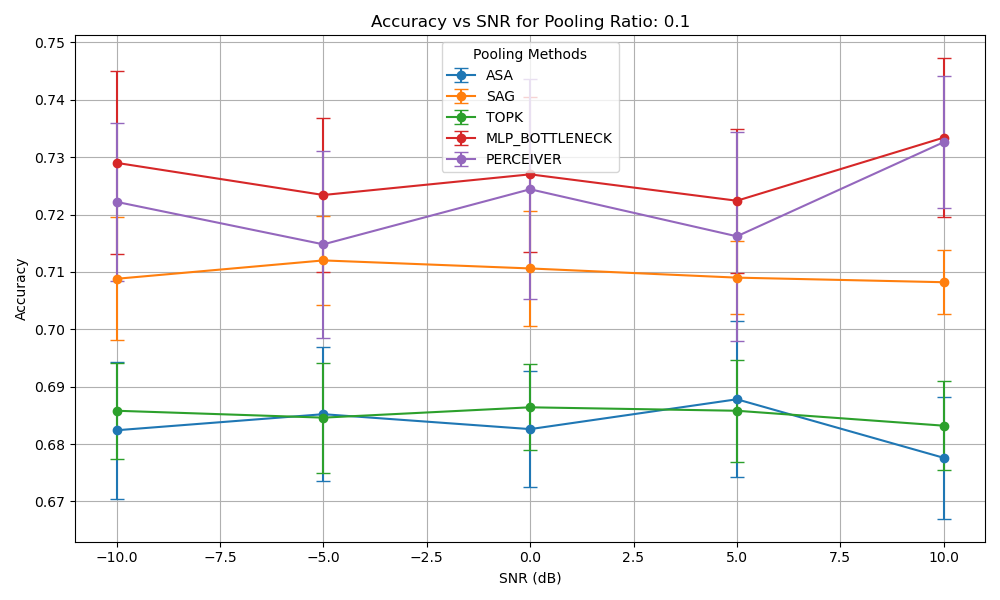 Accuracy vs SNR for Pooling Ratio: 0.1
Accuracy
0.75
0.74
0.73
0.72
0.71
0.70
0.69
0.68
0.67
Pooling Methods
ASA
SAG
TOPK
MLP_BOTTLENECK
PERCEIVER
−10.0 −7.5 −5.0 −2.5 0.0 2.5 5.0 7.5 10.0
SNR (dB)